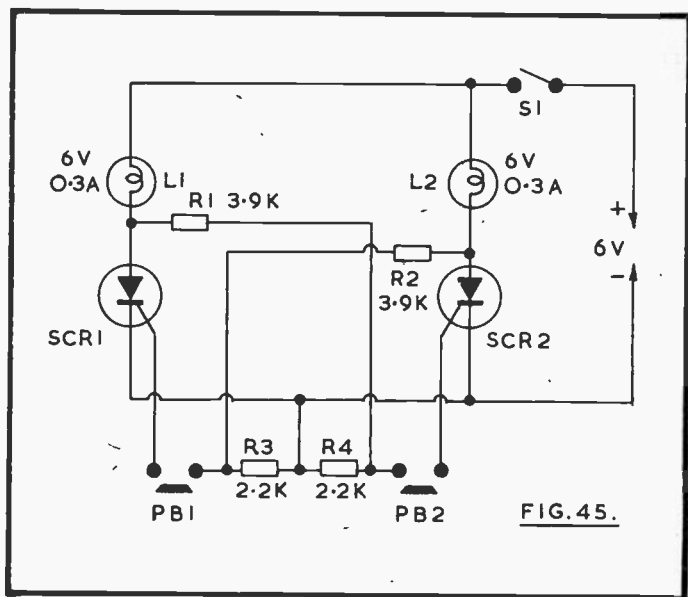 S1
6V
0·3A
L1
L2
6V
0·3A
R1 3·9K
+
6V
-
R2
3·9K
SCR1
SCR2
R3
2·2K
R4
2·2K
PB1
PB2
FIG.45.